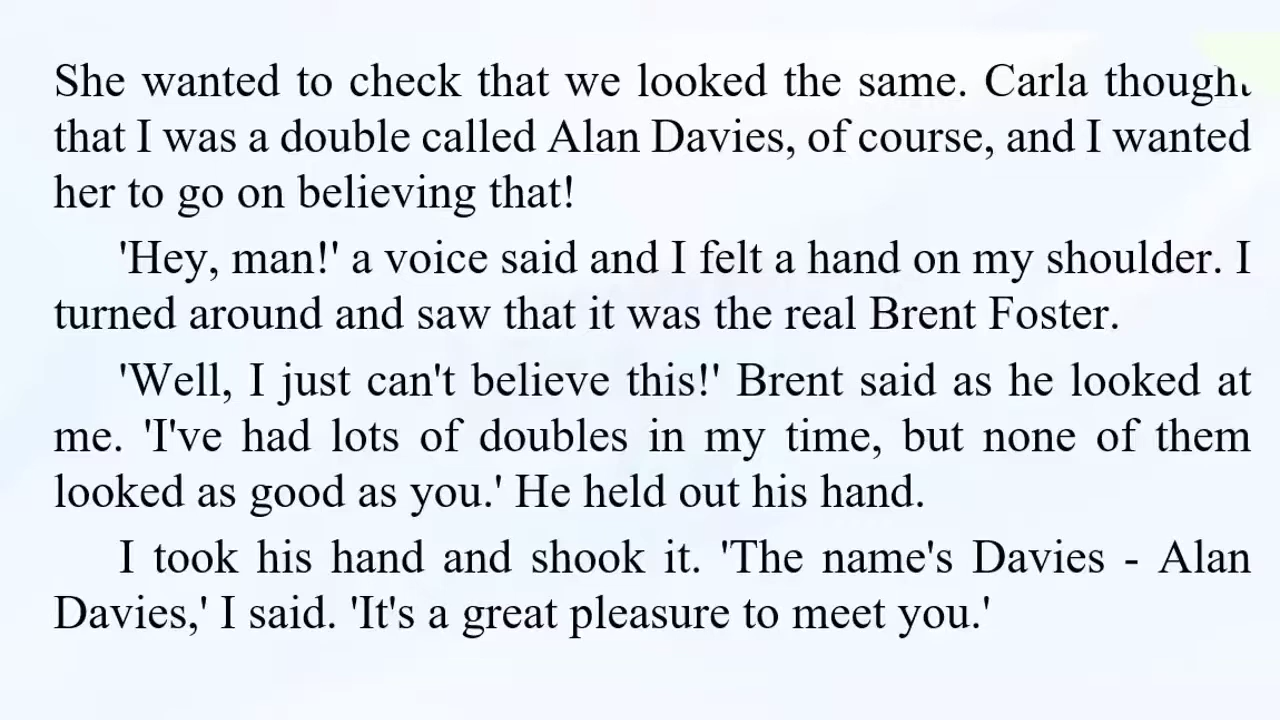 She wanted to check that we looked the same. Carla thought
that I was a double called Alan Davies, of course, and I wanted
her to go on believing that!
'Hey, man!' a voice said and I felt a hand on my shoulder. I
turned around and saw that it was the real Brent Foster.
'Well, I just can't believe this!' Brent said as he looked at
me. 'I've had lots of doubles in my time, but none of them
looked as good as you.' He held out his hand.
I took his hand and shook it. 'The name's Davies - Alan
Davies,' I said. 'It's a great pleasure to meet you.'